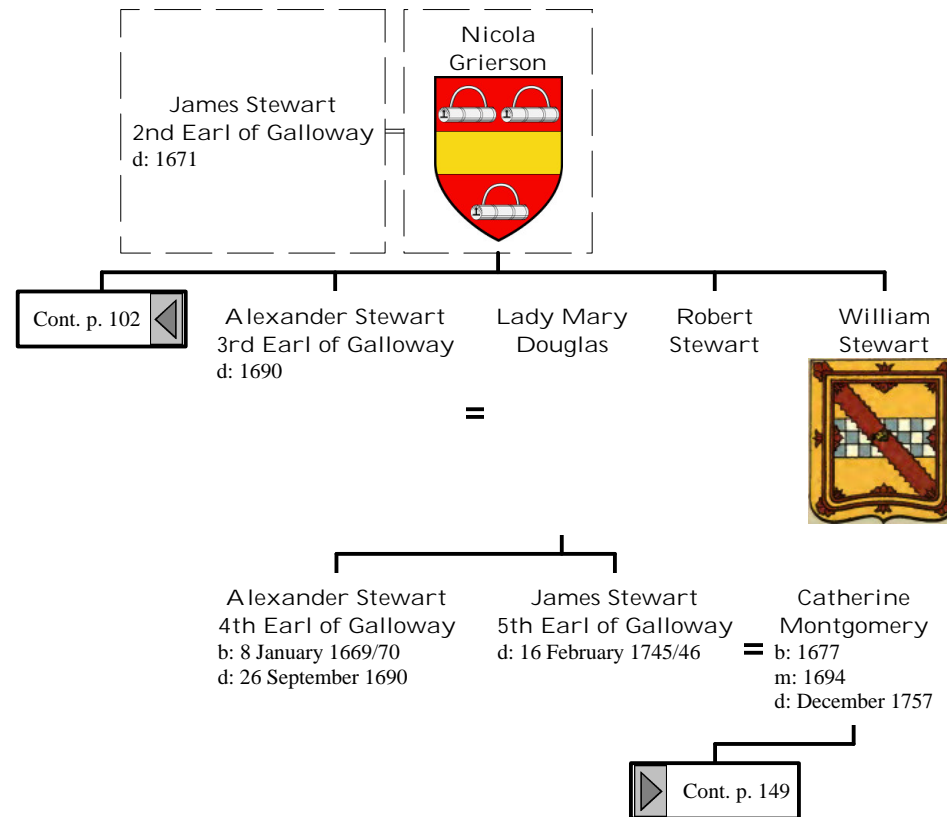 Nicola
Grierson
James Stewart
2nd Earl of Galloway
d: 1671
Cont. p. 102
Alexander Stewart
3rd Earl of Galloway
d: 1690
=
Lady Mary
Douglas
Robert
Stewart
William
Stewart
Alexander Stewart
4th Earl of Galloway
b: 8 January 1669/70
d: 26 September 1690
James Stewart
5th Earl of Galloway
d: 16 February 1745/46
=
Catherine
Montgomery
b: 1677
m: 1694
d: December 1757
Cont. p. 149